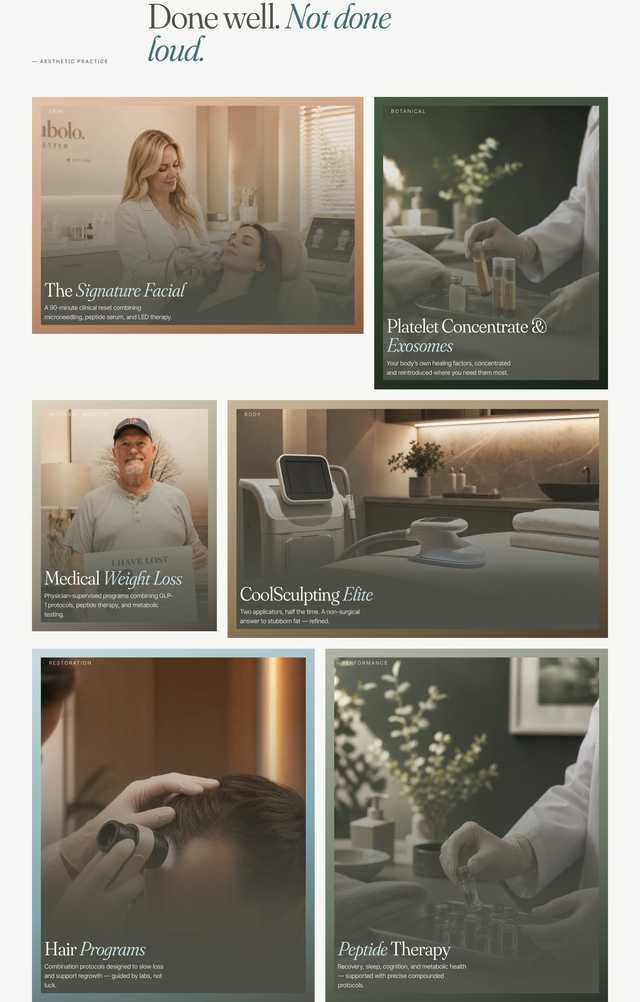 Done well. Not done
loud.
— AESTHETIC PRACTICE
SKIN
BOTANICAL
The Signature Facial
A 90-minute clinical reset combining
microneedling, peptide serum, and LED therapy.
Platelet Concentrate &
Exosomes
Your body's own healing factors, concentrated
and reintroduced where you need them most.
BODY
I HAVE LOST
Medical Weight Loss
Physician-supervised programs combining GLP-
1 protocols, peptide therapy, and metabolic
testing.
CoolSculpting Elite
Two applicators, half the time. A non-surgical
answer to stubborn fat — refined.
RESTORATION
PERFORMANCE
Hair Programs
Combination protocols designed to slow loss
and support regrowth — guided by labs, not
luck.
Peptide Therapy
Recovery, sleep, cognition, and metabolic health
— supported with precise compounded
protocols.